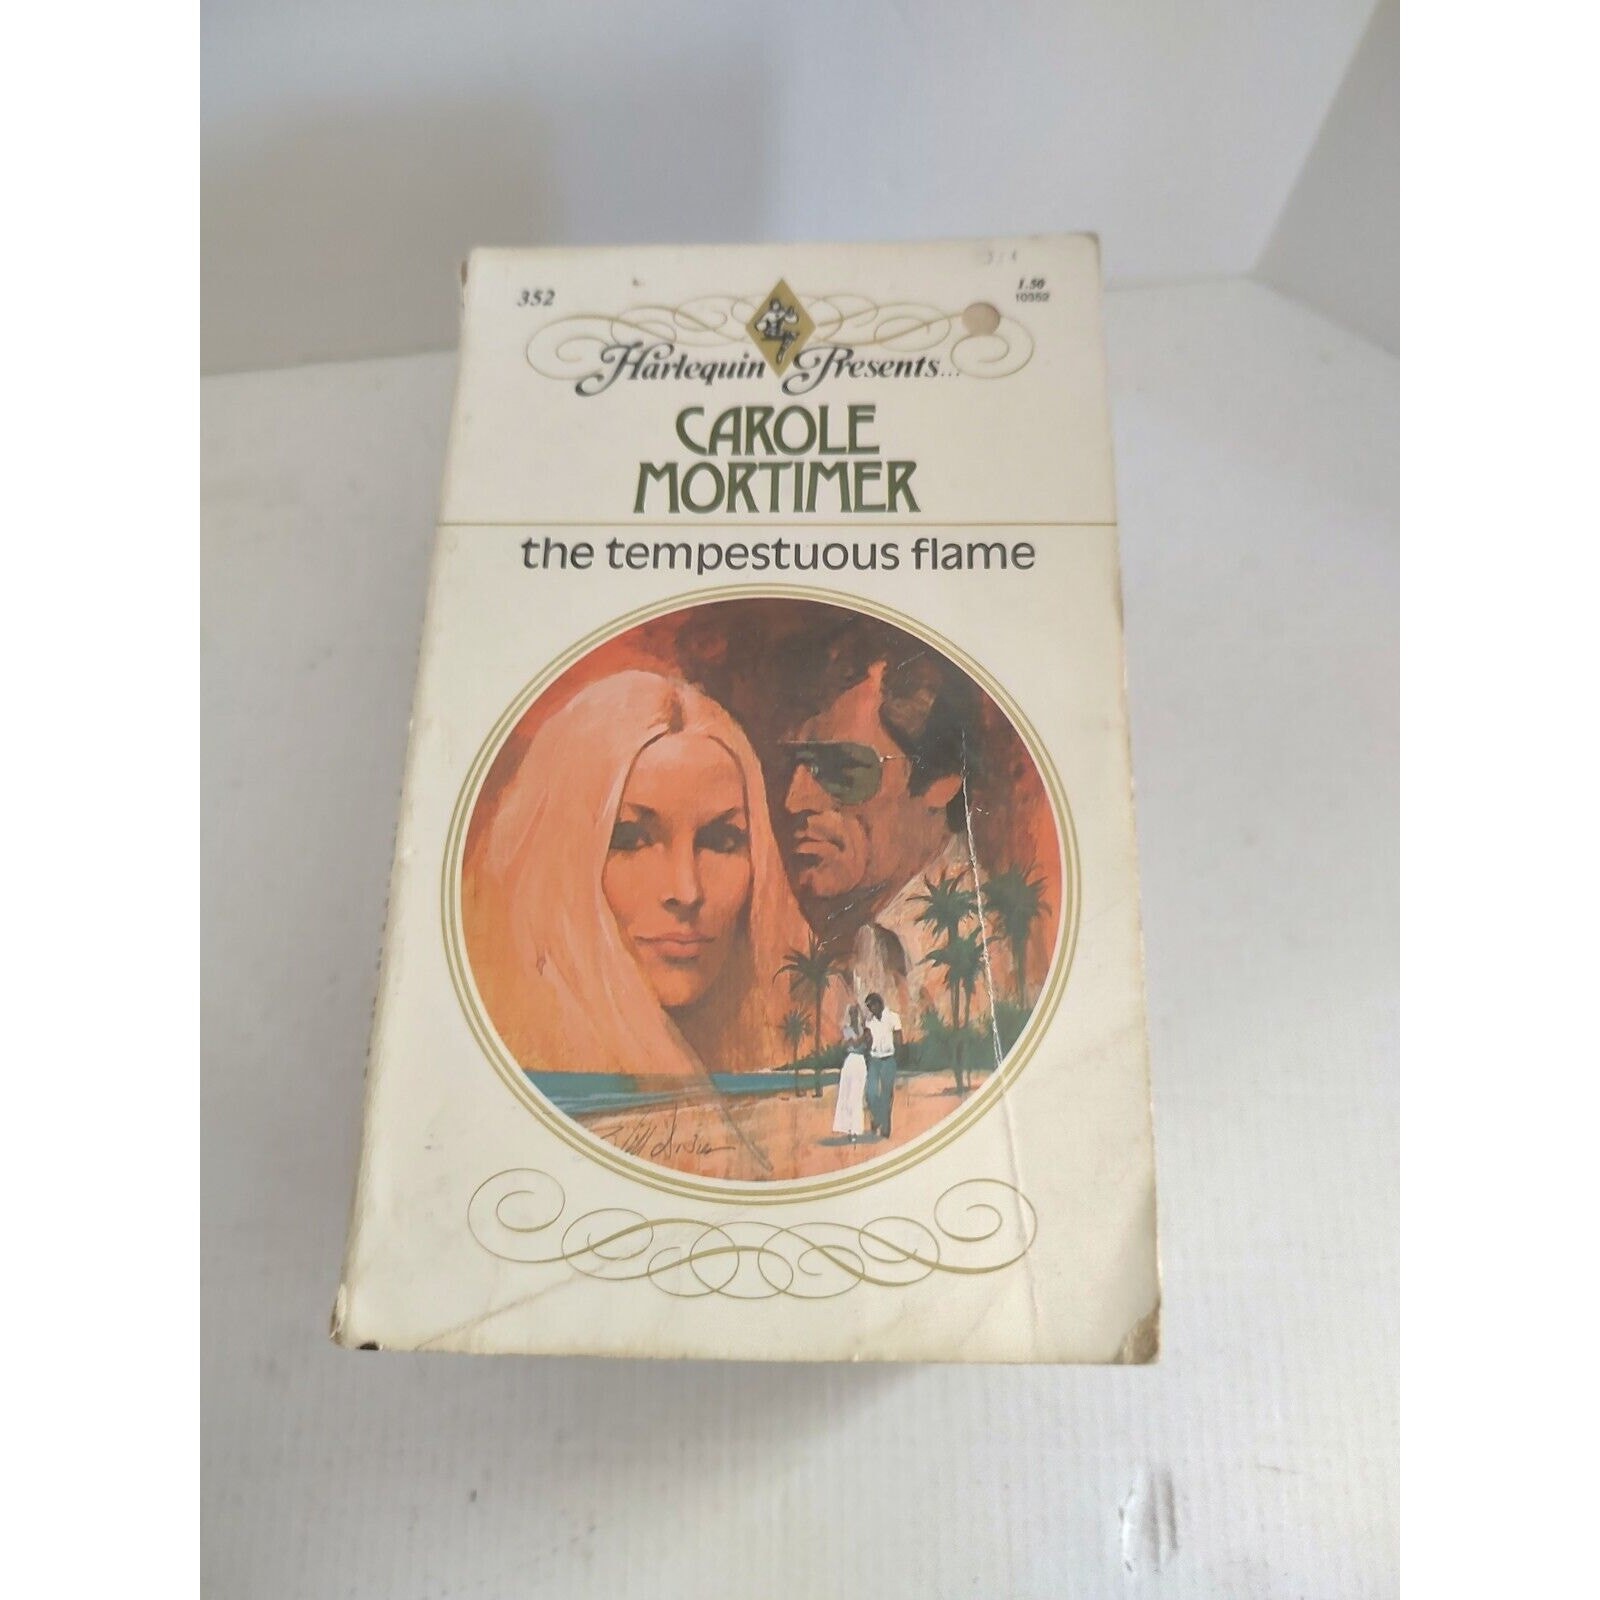 352
1.50
10352
Harlequin Presents...
CAROLE
MORTIMER
the tempestuous flame